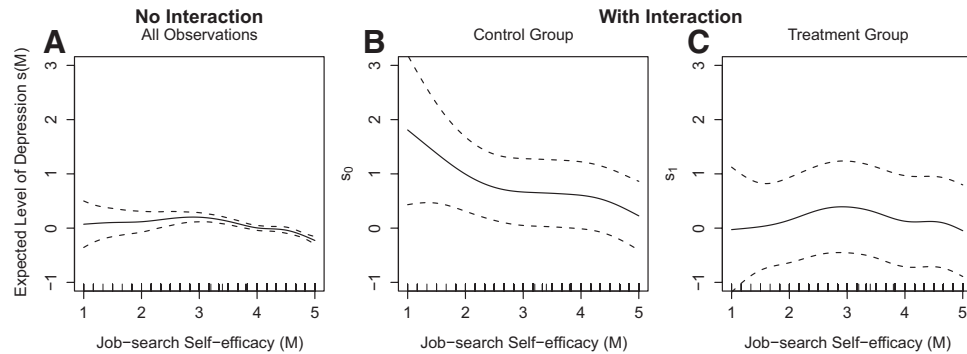 No Interaction
With Interaction
A
All Observations
B
Control Group
C
Treatment Group
Expected Level of Depression s(M)
3
2
1
0
−1
1 2 3 4 5
Job−search Self−efficacy (M)
s0
3
2
1
0
−1
1 2 3 4 5
Job−search Self−efficacy (M)
s1
3
2
1
0
−1
1 2 3 4 5
Job−search Self−efficacy (M)